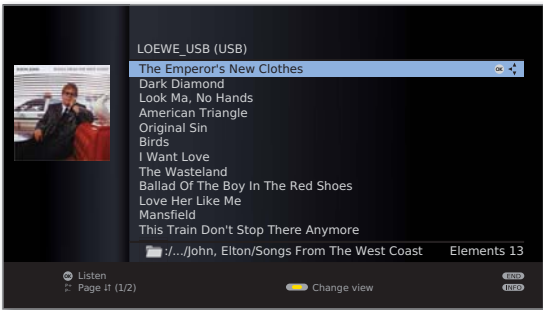 LOEWE_USB (USB)
The Emperor's New Clothes
OK
Dark Diamond
Look Ma, No Hands
American Triangle
Original Sin
Birds
I Want Love
The Wasteland
Ballad Of The Boy In The Red Shoes
Love Her Like Me
Mansfield
This Train Don't Stop There Anymore
:/.../John, Elton/Songs From The West Coast Elements 13
OK Listen
END
Page ↓↑ (1/2)
Change view
INFO